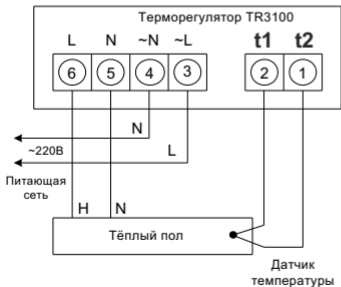 Терморегулятор TR3100
L N ~N ~L t1 t2
6 5 4 3 2 1
N
~220В L
Питающая
сеть
H N
Тёплый пол
Датчик
температуры